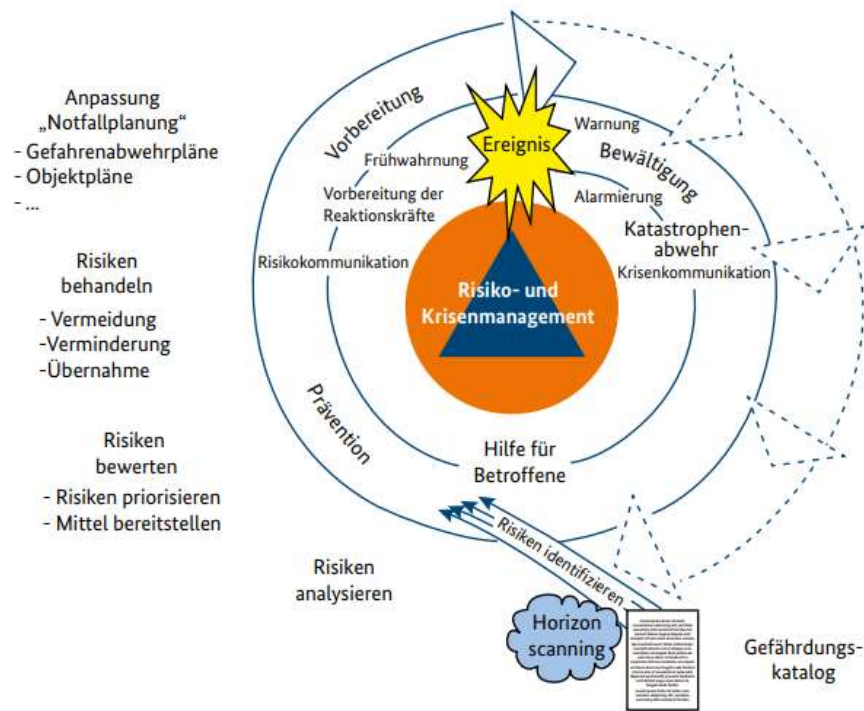 Anpassung
„Notfallplanung“
- Gefahrenabwehrpläne
- Objektpläne
- ...
Risiken
behandeln
-Vermeidung
-Verminderung
-Übernahme
Risiken
bewerten
- Risiken priorisieren
- Mittel bereitstellen
Risiken
analysieren
Prävention
Vorbereitung
Frühwahrnung
Vorbereitung der
Reaktionskräfte
Risikokommunikation
Ereignis
Warnung
Bewältigung
Alarmierung
Katastrophen-
abwehr
Krisenkommunikation
Risiko- und
Krisenmanagement
Hilfe für
Betroffene
Risiken identifizieren
Horizon
scanning
Gefährdungs-
katalog